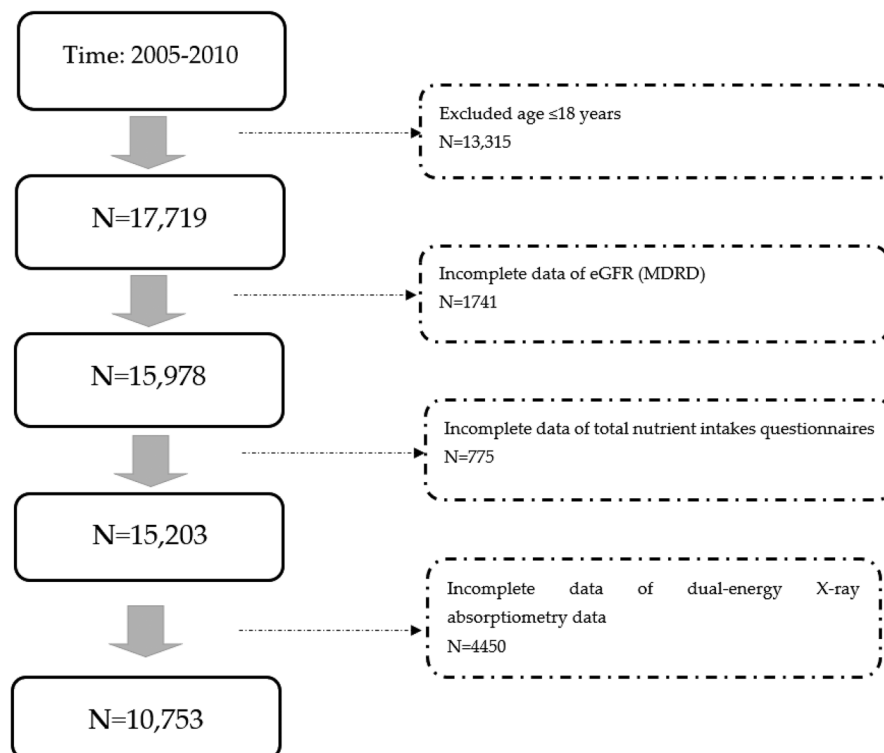 Time: 2005-2010
Excluded age ≤18 years
N=13,315
N=17,719
Incomplete data of eGFR (MDRD)
N=1741
N=15,978
Incomplete data of total nutrient intakes questionnaires
N=775
N=15,203
Incomplete data of dual-energy X-ray
absorptiometry data
N=4450
N=10,753